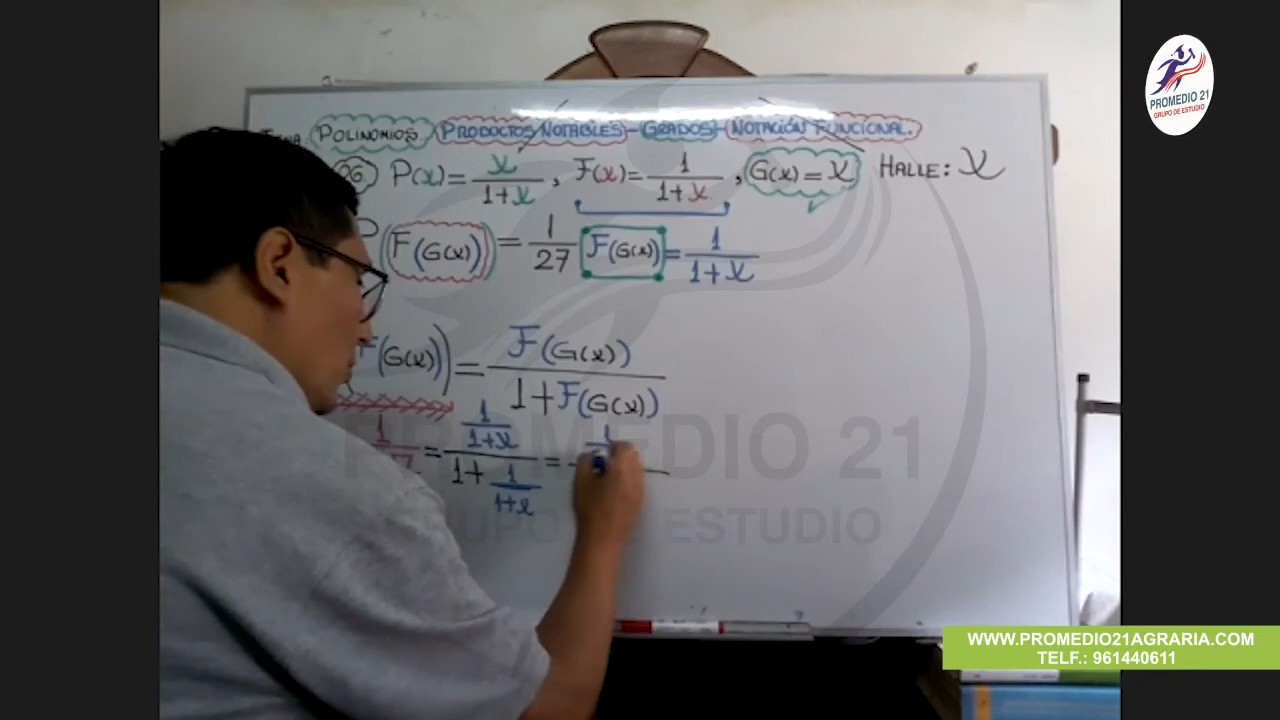 TEMA: POLINOMIOS, PRODUCTOS NOTABLES - GRADOS - NOTACIÓN FUNCIONAL.
06. P(x) = x/(1+x), F(x) = 1/(1+x), G(x) = x HALLE: x
P(F(G(x))) = 1/27 F(G(x)) = 1/(1+x)
F(G(x))) = F(G(x))/(1+F(G(x)))
= (1/(1+x))/(1+1/(1+x)) =
PROMEDIO 21
GRUPO DE ESTUDIO
PROMEDIO 21
GRUPO DE ESTUDIO
WWW.PROMEDIO21AGRARIA.COM
TELF.: 961440611